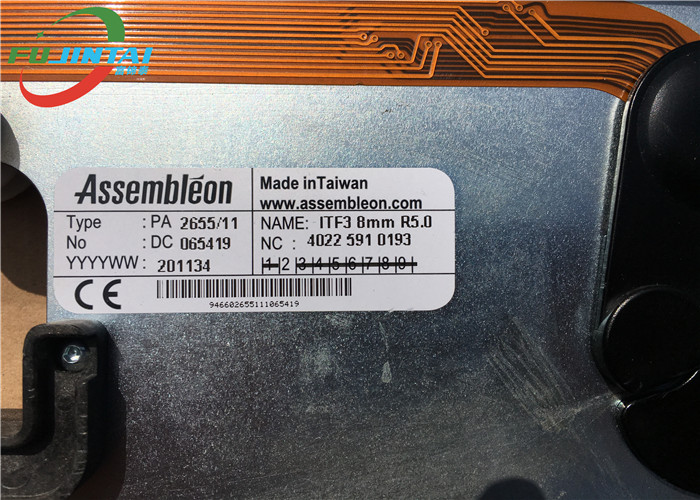 FUJINTAI
Assembléon
Made inTaiwan
www.assembleon.com
Type : PA 2655/11
No : DC 065419
YYYYWW : 201134
NAME: ITF3 8mm R5.0
NC : 4022 591 0193
1 2 3 4 5 6 7 8 9
CE
946602655111065419